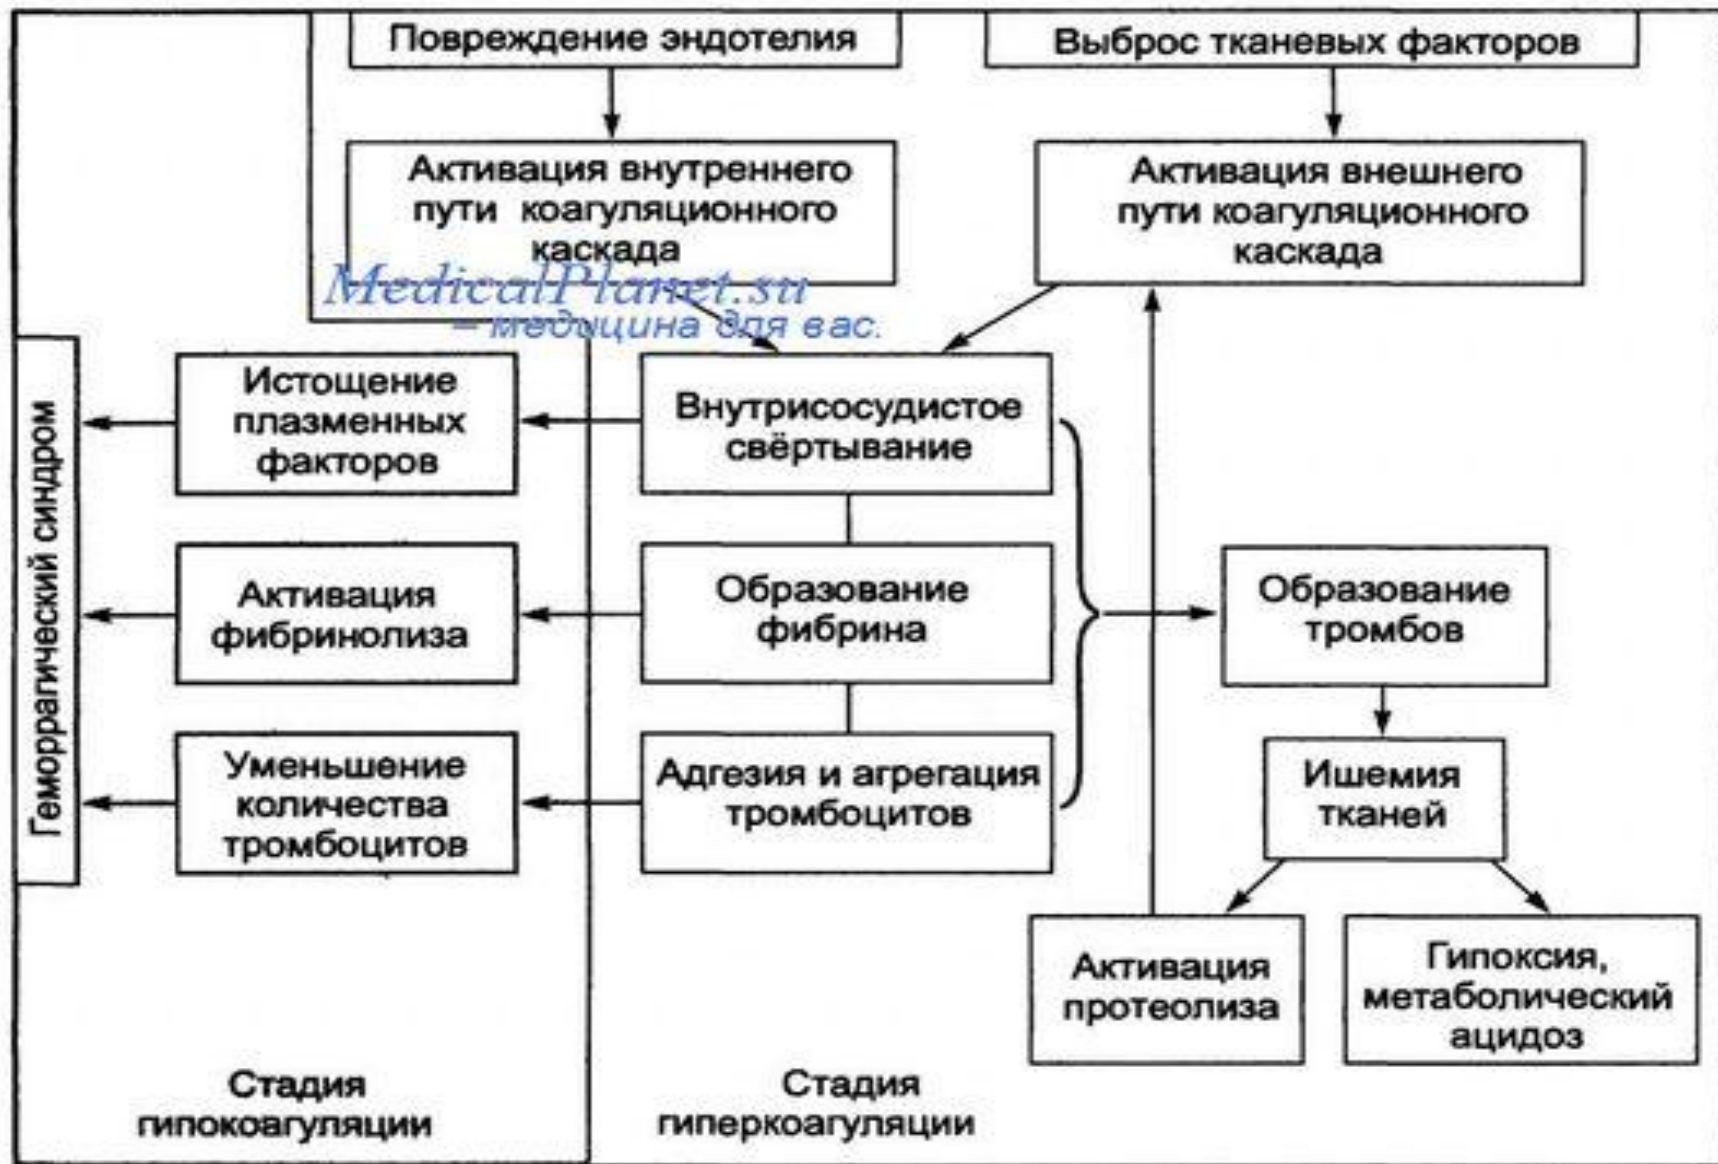 Повреждение эндотелия
Выброс тканевых факторов
Активация внутреннего
пути коагуляционного
каскада
Активация внешнего
пути коагуляционного
каскада
MedicalPlanet.su
– медицина для вас.
Геморрагический синдром
Истощение
плазменных
факторов
Внутрисосудистое
свёртывание
Активация
фибринолиза
Образование
фибрина
Образование
тромбов
Уменьшение
количества
тромбоцитов
Адгезия и агрегация
тромбоцитов
Ишемия
тканей
Активация
протеолиза
Гипоксия,
метаболический
ацидоз
Стадия
гипокоагуляции
Стадия
гиперкоагуляции